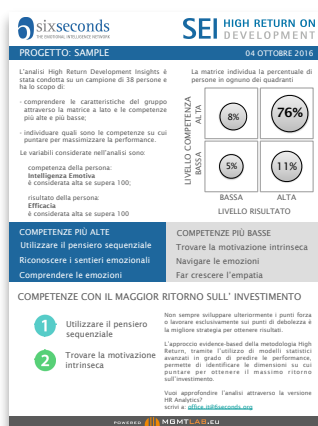 sixseconds
THE EMOTIONAL INTELLIGENCE NETWORK
SEI HIGH RETURN ON
DEVELOPMENT
PROGETTO: SAMPLE
04 OTTOBRE 2016
L'analisi High Return Development Insights è
stata condotta su un campione di 38 persone e
ha lo scopo di:
- comprendere le caratteristiche del gruppo
attraverso la matrice a lato e le competenze
più alte e più basse;
- individuare quali sono le competenze su cui
puntare per massimizzare la performance.
Le variabili considerate nell'analisi sono:
competenza della persona:
Intelligenza Emotiva
è considerata alta se supera 100;
risultato della persona:
Efficacia
è considerata alta se supera 100
La matrice individua la percentuale di
persone in ognuno dei quadranti
LIVELLO COMPETENZA
ALTA
BASSA
8%
76%
5%
11%
BASSA
ALTA
LIVELLO RISULTATO
COMPETENZE PIÙ ALTE
Utilizzare il pensiero sequenziale
Riconoscere i sentieri emozionali
Comprendere le emozioni
COMPETENZE PIÙ BASSE
Trovare la motivazione intrinseca
Navigare le emozioni
Far crescere l'empatia
COMPETENZE CON IL MAGGIOR RITORNO SULL' INVESTIMENTO
1 Utilizzare il pensiero
sequenziale
2 Trovare la motivazione
intrinseca
Non sempre sviluppare ulteriormente i punti forza
o lavorare esclusivamente sui punti di debolezza è
la miglior strategia per ottenere risultati.
L'approccio evidence-based della metodologia High
Return, tramite l'utilizzo di modelli statistici
avanzati in grado di predire le performance,
permette di identificare le dimensioni su cui
puntare per ottenere il massimo ritorno
sull'investimento.
Vuoi approfondire l'analisi attraverso la versione
HR Analytics?
scrivi a: office.it@6seconds.org
POWERED MGMTLAB.EU